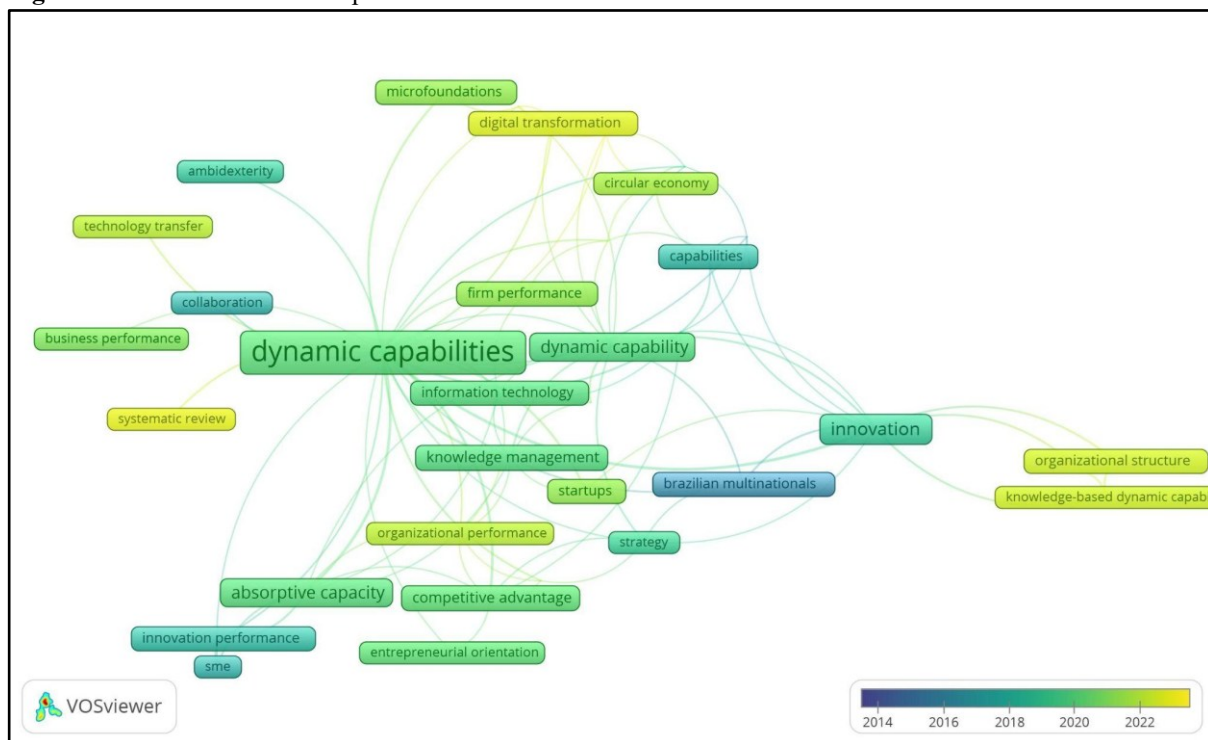 microfoundations
digital transformation
ambidexterity
circular economy
technology transfer
capabilities
firm performance
collaboration
business performance
dynamic capabilities
dynamic capability
information technology
systematic review
innovation
knowledge management
organizational structure
startups
brazilian multinationals
knowledge-based dynamic capab
organizational performance
strategy
absorptive capacity
competitive advantage
innovation performance
entrepreneurial orientation
sme
VOSviewer
2014 2016 2018 2020 2022